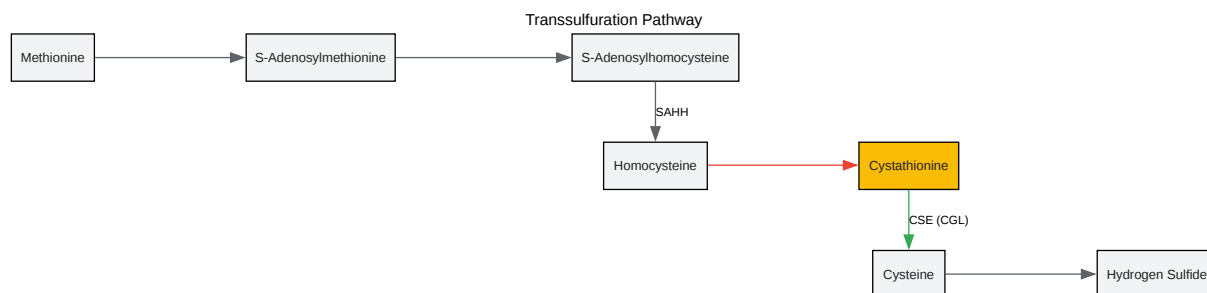 Transsulfuration Pathway
Methionine
S-Adenosylmethionine
S-Adenosylhomocysteine
SAHH
Homocysteine
Cystathionine
CSE (CGL)
Cysteine
Hydrogen Sulfide